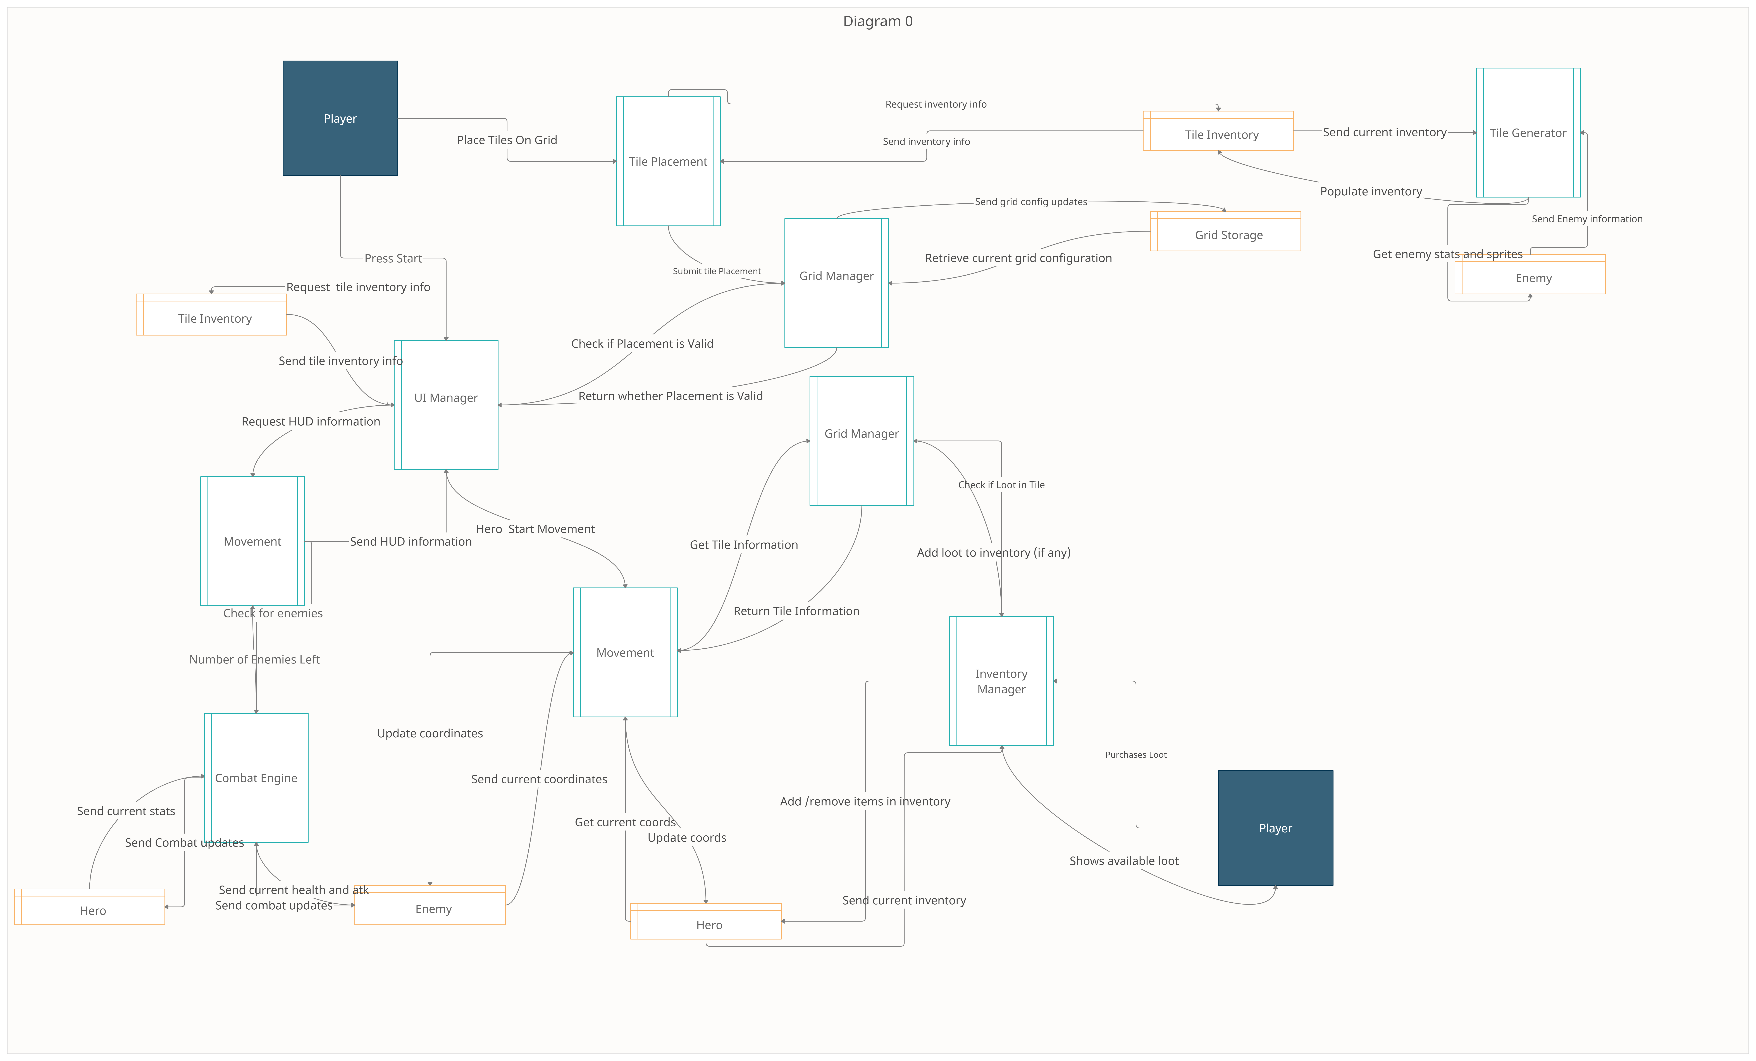 Diagram 0
Player
Place Tiles On Grid
Tile Placement
Request inventory info
Send inventory info
Tile Inventory
Send current inventory
Tile Generator
Populate inventory
Send grid config updates
Send Enemy information
Grid Storage
Retrieve current grid configuration
Get enemy stats and sprites
Enemy
Press Start
Submit tile Placement
Grid Manager
Request  tile inventory info
Tile Inventory
Send tile inventory info
Check if Placement is Valid
UI Manager
Return whether Placement is Valid
Request HUD information
Grid Manager
Check if Loot in Tile
Hero  Start Movement
Movement
Send HUD information
Get Tile Information
Add loot to inventory (if any)
Check for enemies
Return Tile Information
Number of Enemies Left
Movement
Inventory
Manager
Update coordinates
Purchases Loot
Combat Engine
Send current coordinates
Add /remove items in inventory
Send current stats
Get current coords
Player
Send Combat updates
Update coords
Shows available loot
Send current health and atk
Send combat updates
Send current inventory
Hero
Enemy
Hero